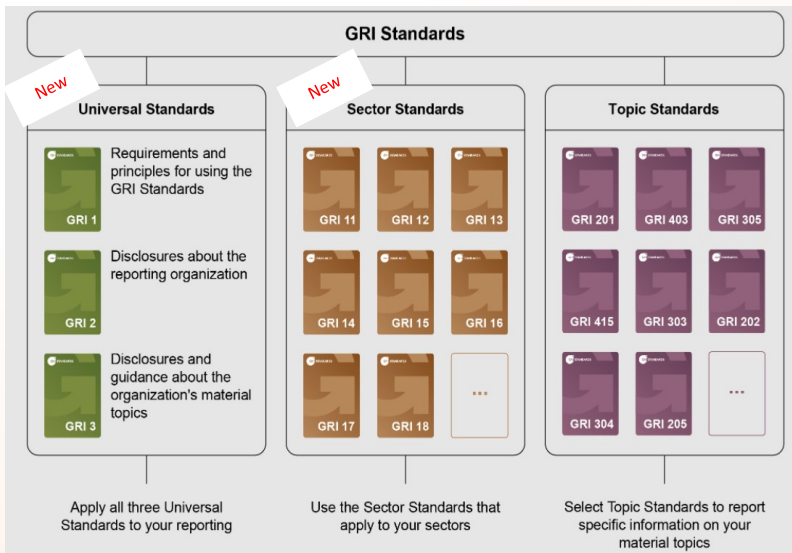 GRI Standards
New
Universal Standards
Requirements and
principles for using the
GRI Standards
GRI 1
Disclosures about the
reporting organization
GRI 2
Disclosures and
guidance about the
organization's material
topics
GRI 3
Apply all three Universal
Standards to your reporting
New
Sector Standards
GRI 11
GRI 12
GRI 13
GRI 14
GRI 15
GRI 16
GRI 17
GRI 18
...
Use the Sector Standards that
apply to your sectors
Topic Standards
GRI 201
GRI 403
GRI 305
GRI 415
GRI 303
GRI 202
GRI 304
GRI 205
...
Select Topic Standards to report
specific information on your
material topics